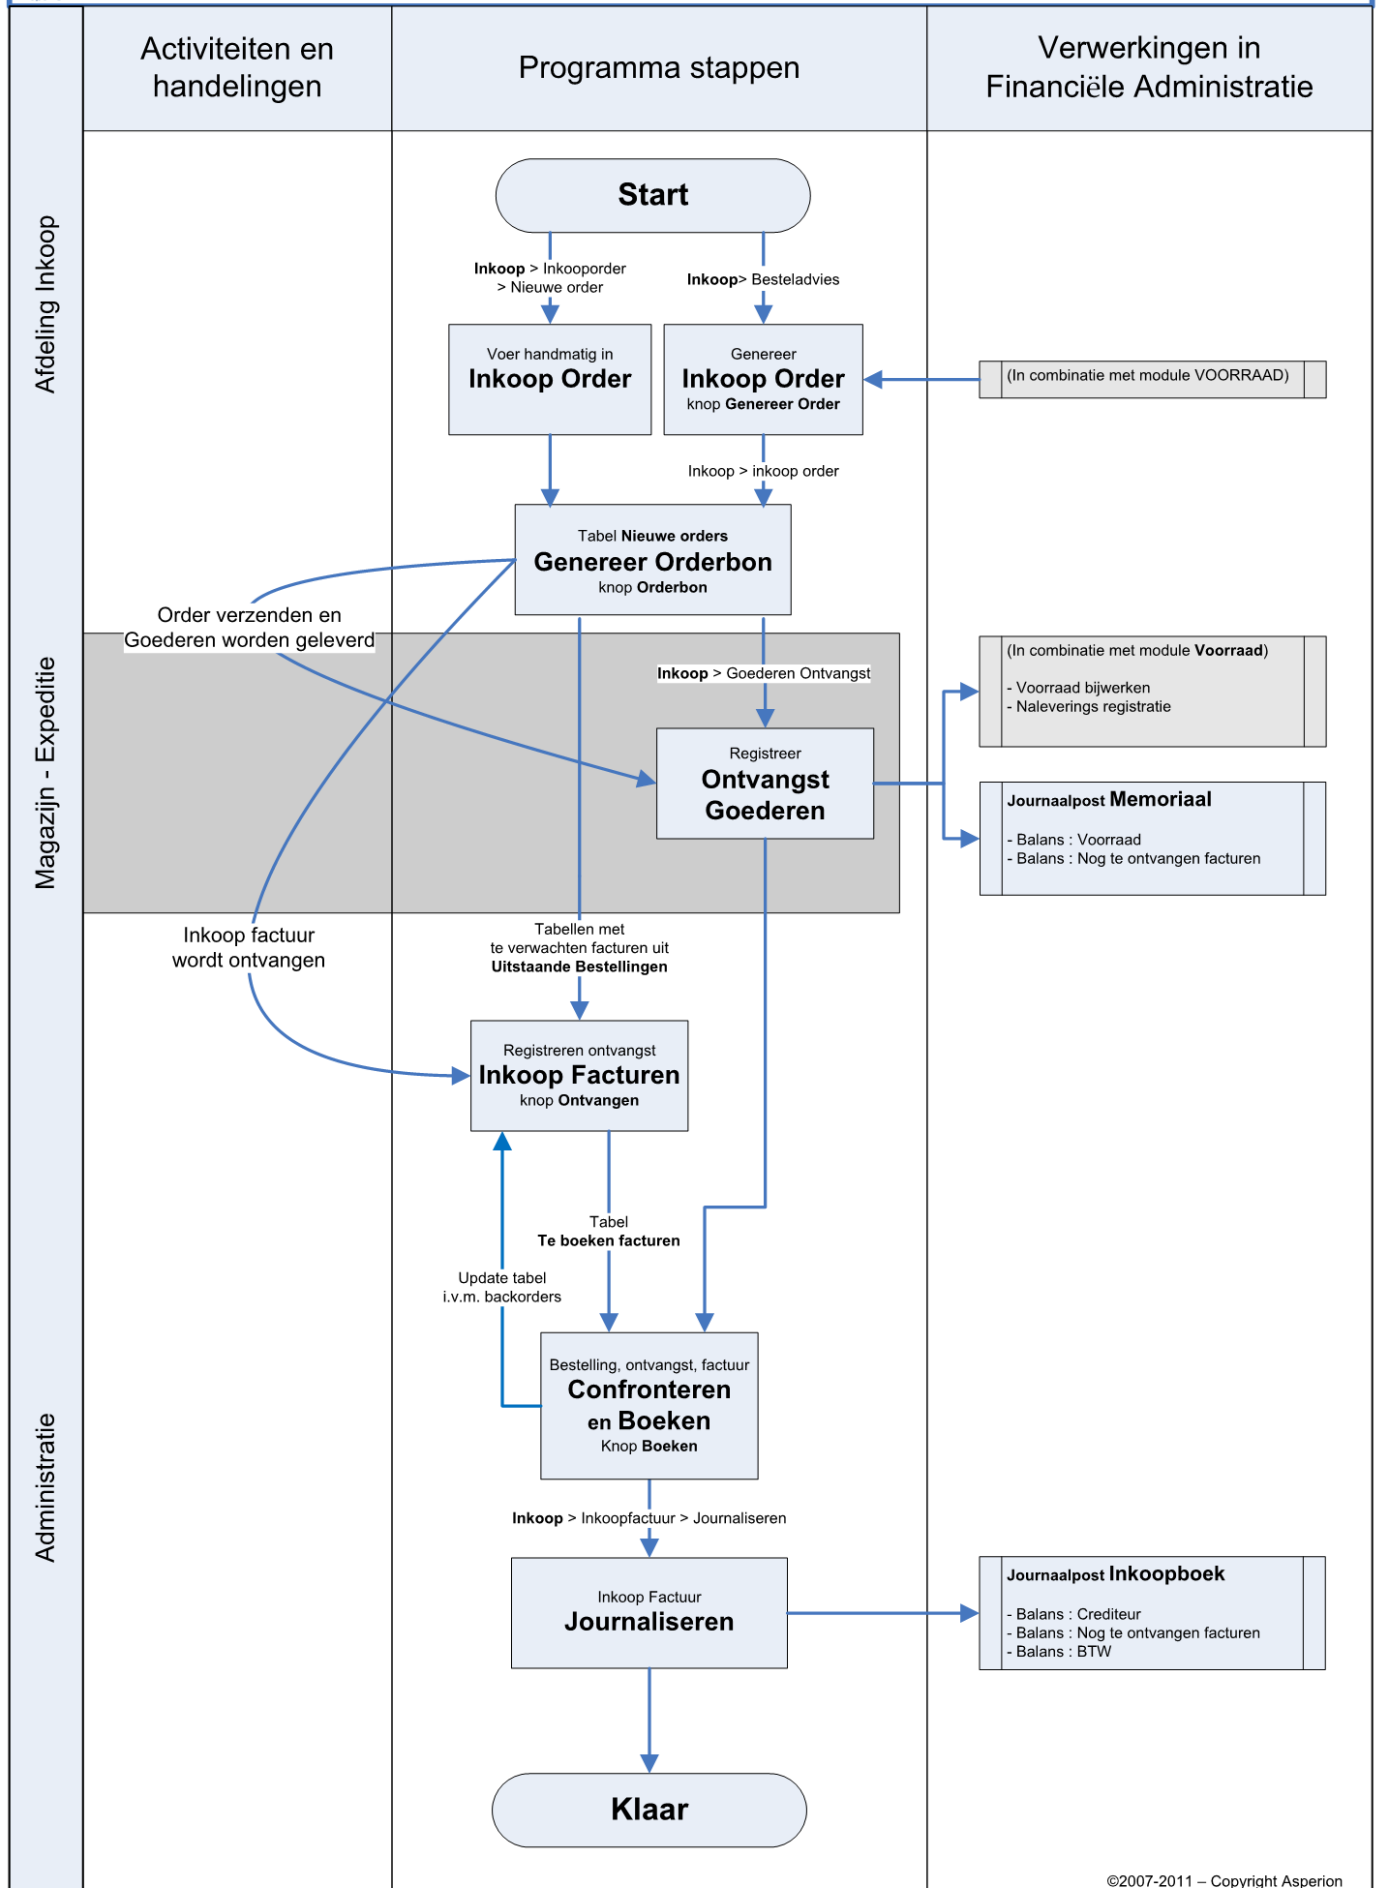 Activiteiten en
handelingen
Programma stappen
Verwerkingen in
Financiële Administratie
Afdeling Inkoop
Start
Inkoop > Inkooporder
> Nieuwe order
Inkoop> Besteladvies
Voer handmatig in
Inkoop Order
Genereer
Inkoop Order
knop Genereer Order
(In combinatie met module VOORRAAD)
Inkoop > inkoop order
Tabel Nieuwe orders
Genereer Orderbon
knop Orderbon
Order verzenden en
Goederen worden geleverd
Magazijn - Expeditie
Inkoop > Goederen Ontvangst
(In combinatie met module Voorraad)
- Voorraad bijwerken
- Naleverings registratie
Registreer
Ontvangst
Goederen
Journaalpost Memoriaal
- Balans : Voorraad
- Balans : Nog te ontvangen facturen
Inkoop factuur
wordt ontvangen
Tabellen met
te verwachten facturen uit
Uitstaande Bestellingen
Registreren ontvangst
Inkoop Facturen
knop Ontvangen
Tabel
Te boeken facturen
Update tabel
i.v.m. backorders
Administratie
Bestelling, ontvangst, factuur
Confronteren
en Boeken
Knop Boeken
Inkoop > Inkoopfactuur > Journaliseren
Inkoop Factuur
Journaliseren
Journaalpost Inkoopboek
- Balans : Crediteur
- Balans : Nog te ontvangen facturen
- Balans : BTW
Klaar
©2007-2011 – Copyright Asperion